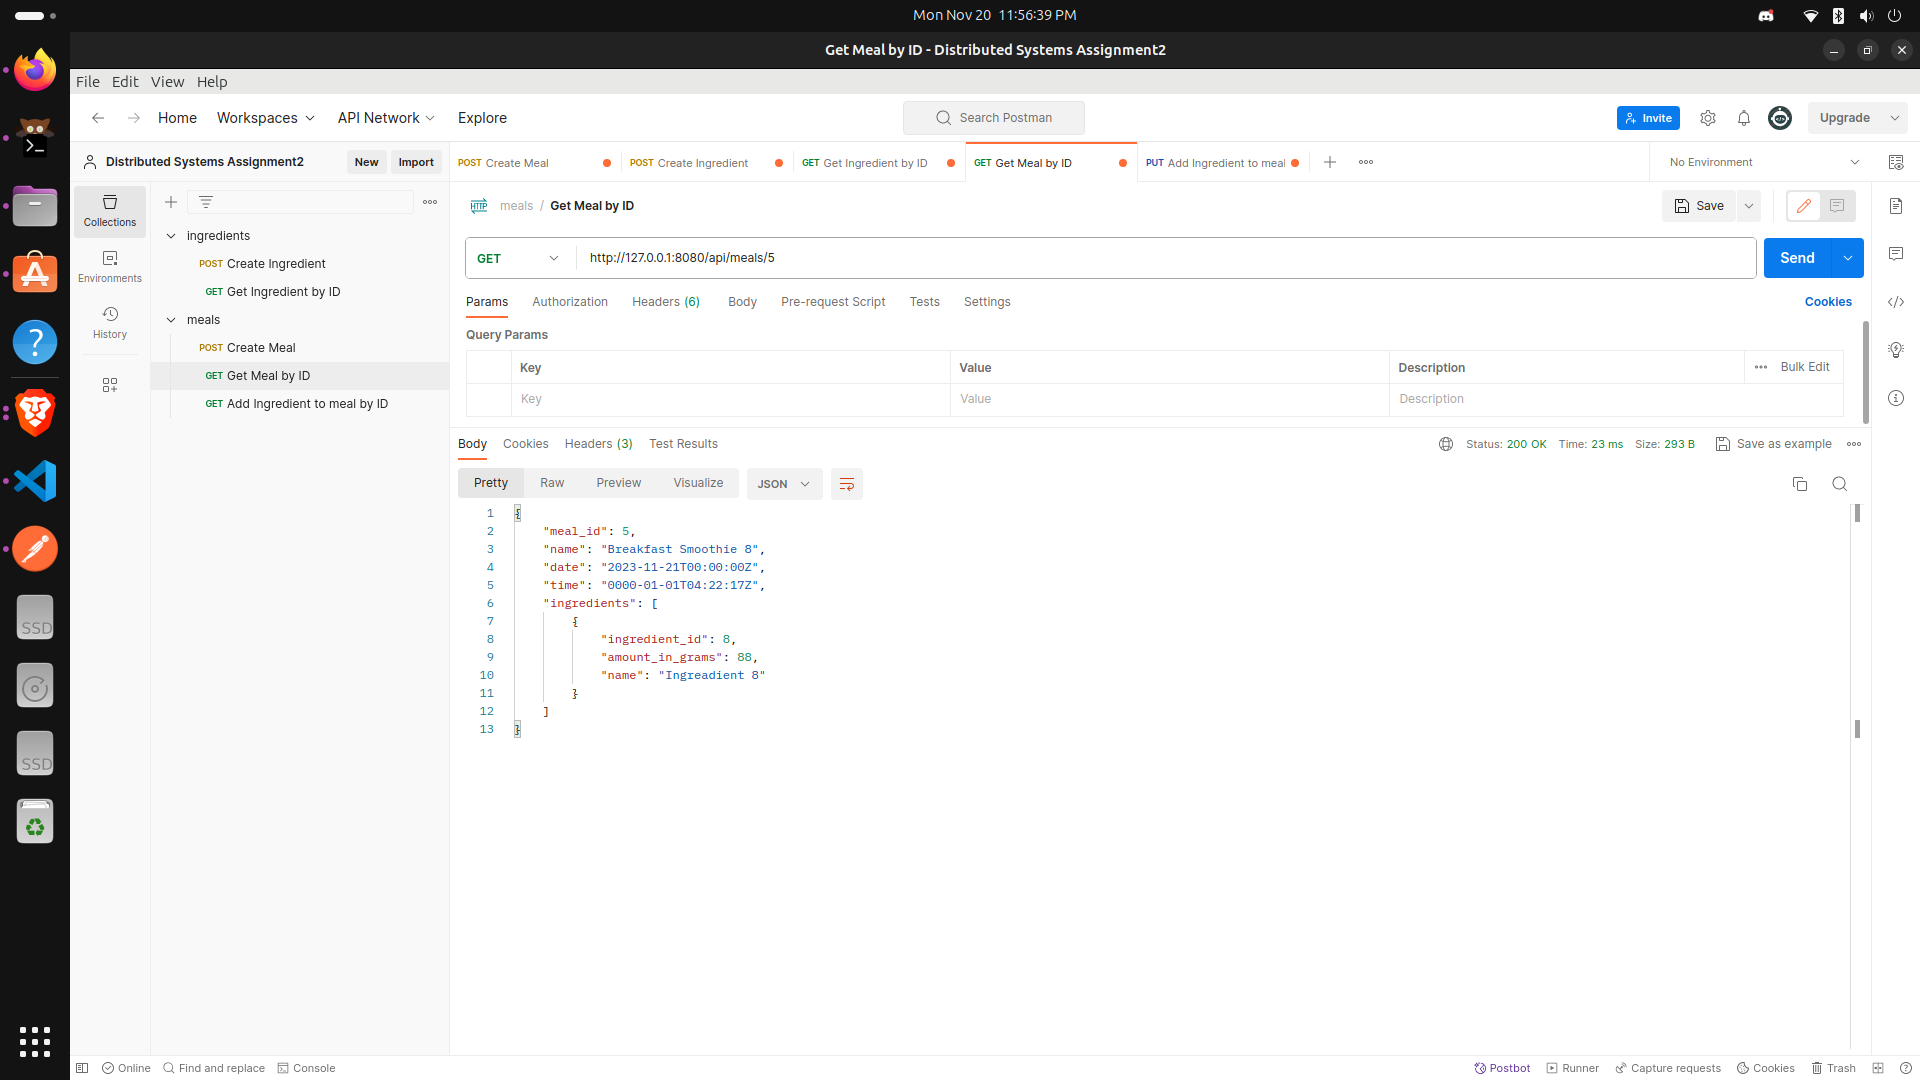 Mon Nov 20 11:56:39 PM
Get Meal by ID - Distributed Systems Assignment2
File Edit View Help
Home Workspaces API Network Explore
Search Postman
Invite
Upgrade
Distributed Systems Assignment2
New Import
POST Create Meal
POST Create Ingredient
GET Get Ingredient by ID
GET Get Meal by ID
PUT Add Ingredient to meal
No Environment
Collections
Environments
History
ingredients
POST Create Ingredient
GET Get Ingredient by ID
meals
POST Create Meal
GET Get Meal by ID
GET Add Ingredient to meal by ID
HTTP meals / Get Meal by ID
Save
GET http://127.0.0.1:8080/api/meals/5
Send
Params Authorization Headers (6) Body Pre-request Script Tests Settings
Cookies
Query Params
Key Value Description Bulk Edit
Key Value Description
Body Cookies Headers (3) Test Results
Status: 200 OK Time: 23 ms Size: 293 B Save as example
Pretty Raw Preview Visualize JSON
1 {
2 "meal_id": 5,
3 "name": "Breakfast Smoothie 8",
4 "date": "2023-11-21T00:00:00Z",
5 "time": "0000-01-01T04:22:17Z",
6 "ingredients": [
7 {
8 "ingredient_id": 8,
9 "amount_in_grams": 88,
10 "name": "Ingreadient 8"
11 }
12 ]
13 }
SSD
SSD
Online Find and replace Console
Postbot Runner Capture requests Cookies Trash